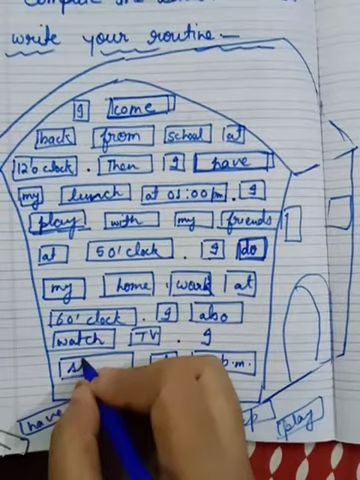 write your routine —
I come
back from school at
12'o clock . Then I have
my lunch at 01:00 pm . I
play with my friends
at 5 O' clock . I do
my home work at
6 O' clock . I also
watch TV . I
p.m.
have play